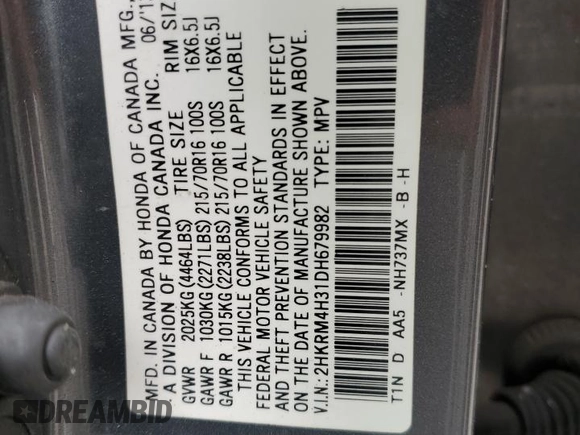 MFD. IN CANADA BY HONDA OF CANADA MFG.,
A DIVISION OF HONDA CANADA INC. 06/'1
GVWR 2025KG(4464LBS) TIRE SIZE RIM SIZ
GAWR F 1030KG(2271LBS) 215/70R16 100S 16X6.5J
GAWR R 1015KG(2238LBS) 215/70R16 100S 16X6.5J
THIS VEHICLE CONFORMS TO ALL APPLICABLE
FEDERAL MOTOR VEHICLE SAFETY
AND THEFT PREVENTION STANDARDS IN EFFECT
ON THE DATE OF MANUFACTURE SHOWN ABOVE.
V.I.N.: 2HKRM4H31DH679982 TYPE: MPV
TIN D AA5 -NH737MX -B -H
DREAMBID